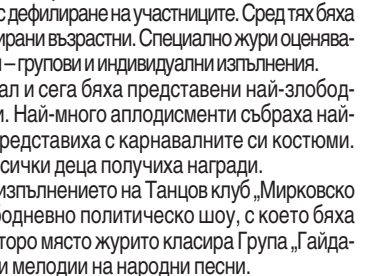 с дефилиране на участниците. Сред тях бяха
ирани възрастни. Специално жури оценява-
– групови и индивидуални изпълнения.
ал и сега бяха представени най-злобод-
и. Най-много аплодисменти събраха най-
редставиха с карнавалните си костюми.
сички деца получиха награди.
изпълнението на Танцов клуб „Мирковско
бодневно политическо шоу, с което бяха
торо място журито класира Група „Гайда-
и мелодии на народни песни.